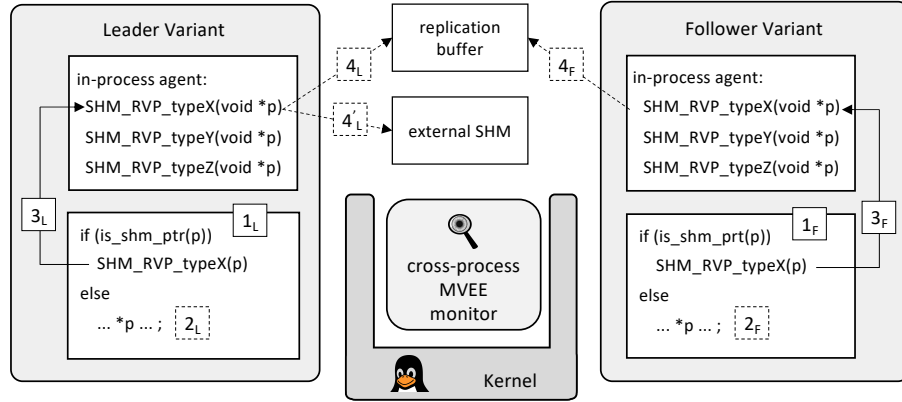 Leader Variant
in-process agent:
SHM_RVP_typeX(void *p)
SHM_RVP_typeY(void *p)
SHM_RVP_typeZ(void *p)
3L
1L
if (is_shm_ptr(p))
SHM_RVP_typeX(p)
else
... *p ... ;
2L
4L
4'L
replication
buffer
4F
external SHM
cross-process
MVEE
monitor
Kernel
Follower Variant
in-process agent:
SHM_RVP_typeX(void *p)
SHM_RVP_typeY(void *p)
SHM_RVP_typeZ(void *p)
1F
3F
if (is_shm_prt(p))
SHM_RVP_typeX(p)
else
... *p ... ;
2F